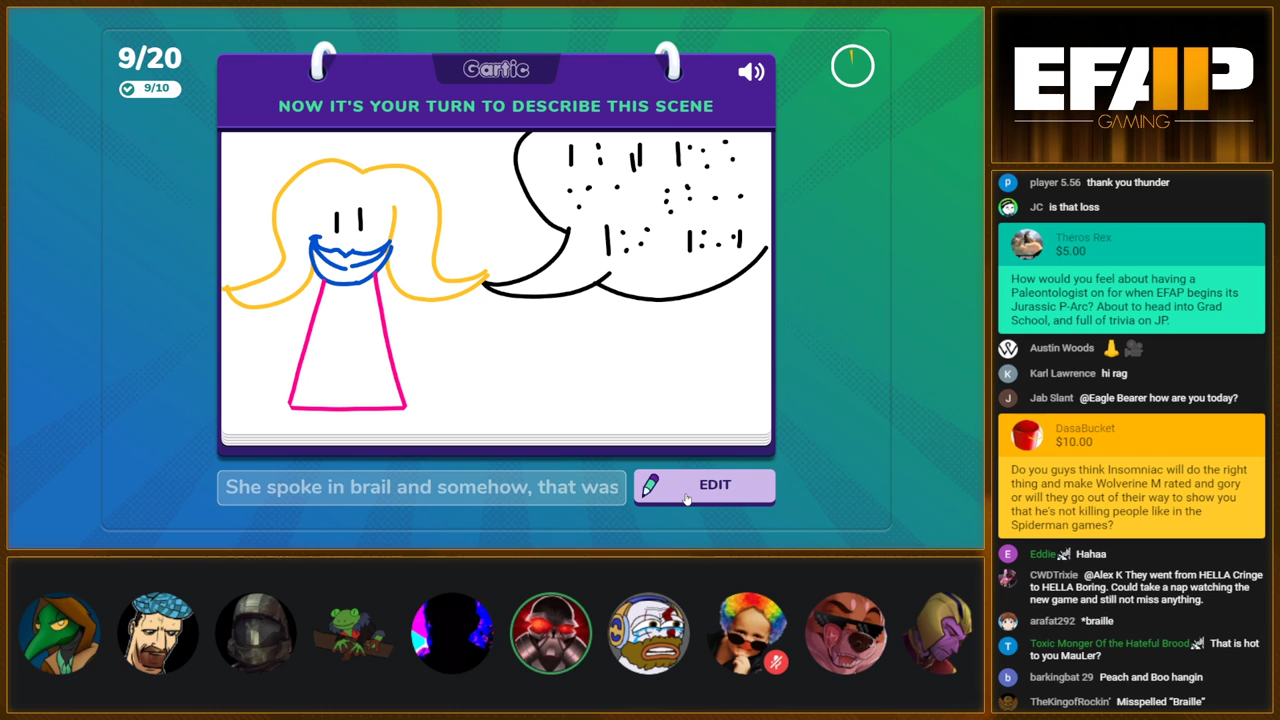 9/20
9/10
Gartic
NOW IT'S YOUR TURN TO DESCRIBE THIS SCENE
She spoke in brail and somehow, that was
EDIT
EFAP
GAMING
P player 5.56 thank you thunder
JC is that loss
Theros Rex
$5.00
How would you feel about having a
Paleontologist on for when EFAP begins its
Jurassic P-Arc? About to head into Grad
School, and full of trivia on JP.
Austin Woods
K Karl Lawrence hi rag
J Jab Slant @Eagle Bearer how are you today?
DasaBucket
$10.00
Do you guys think Insomniac will do the right
thing and make Wolverine M rated and gory
or will they go out of their way to show you
that he's not killing people like in the
Spiderman games?
E Eddie Hahaa
CWDTrixie @Alex K They went from HELLA Cringe
to HELLA Boring. Could take a nap watching the
new game and still not miss anything.
arafat292 *braille
T Toxic Monger Of the Hateful Brood That is hot
to you MauLer?
b barkingbat 29 Peach and Boo hangin
TheKingofRockin' Misspelled “Braille”